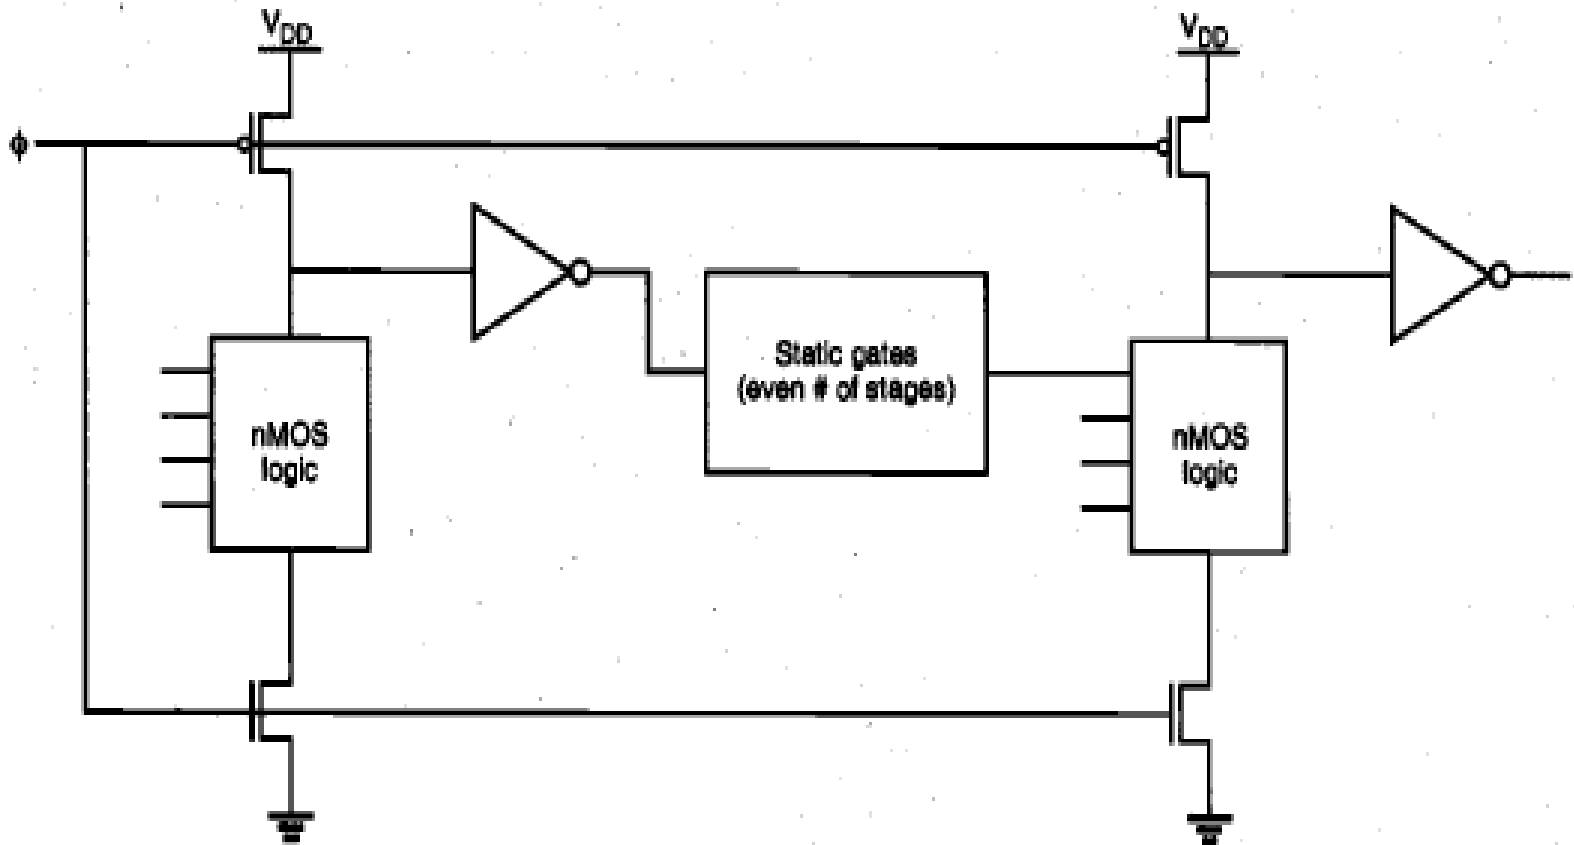 V_DD
V_DD
ϕ
Static gates
(even # of stages)
nMOS
logic
nMOS
logic